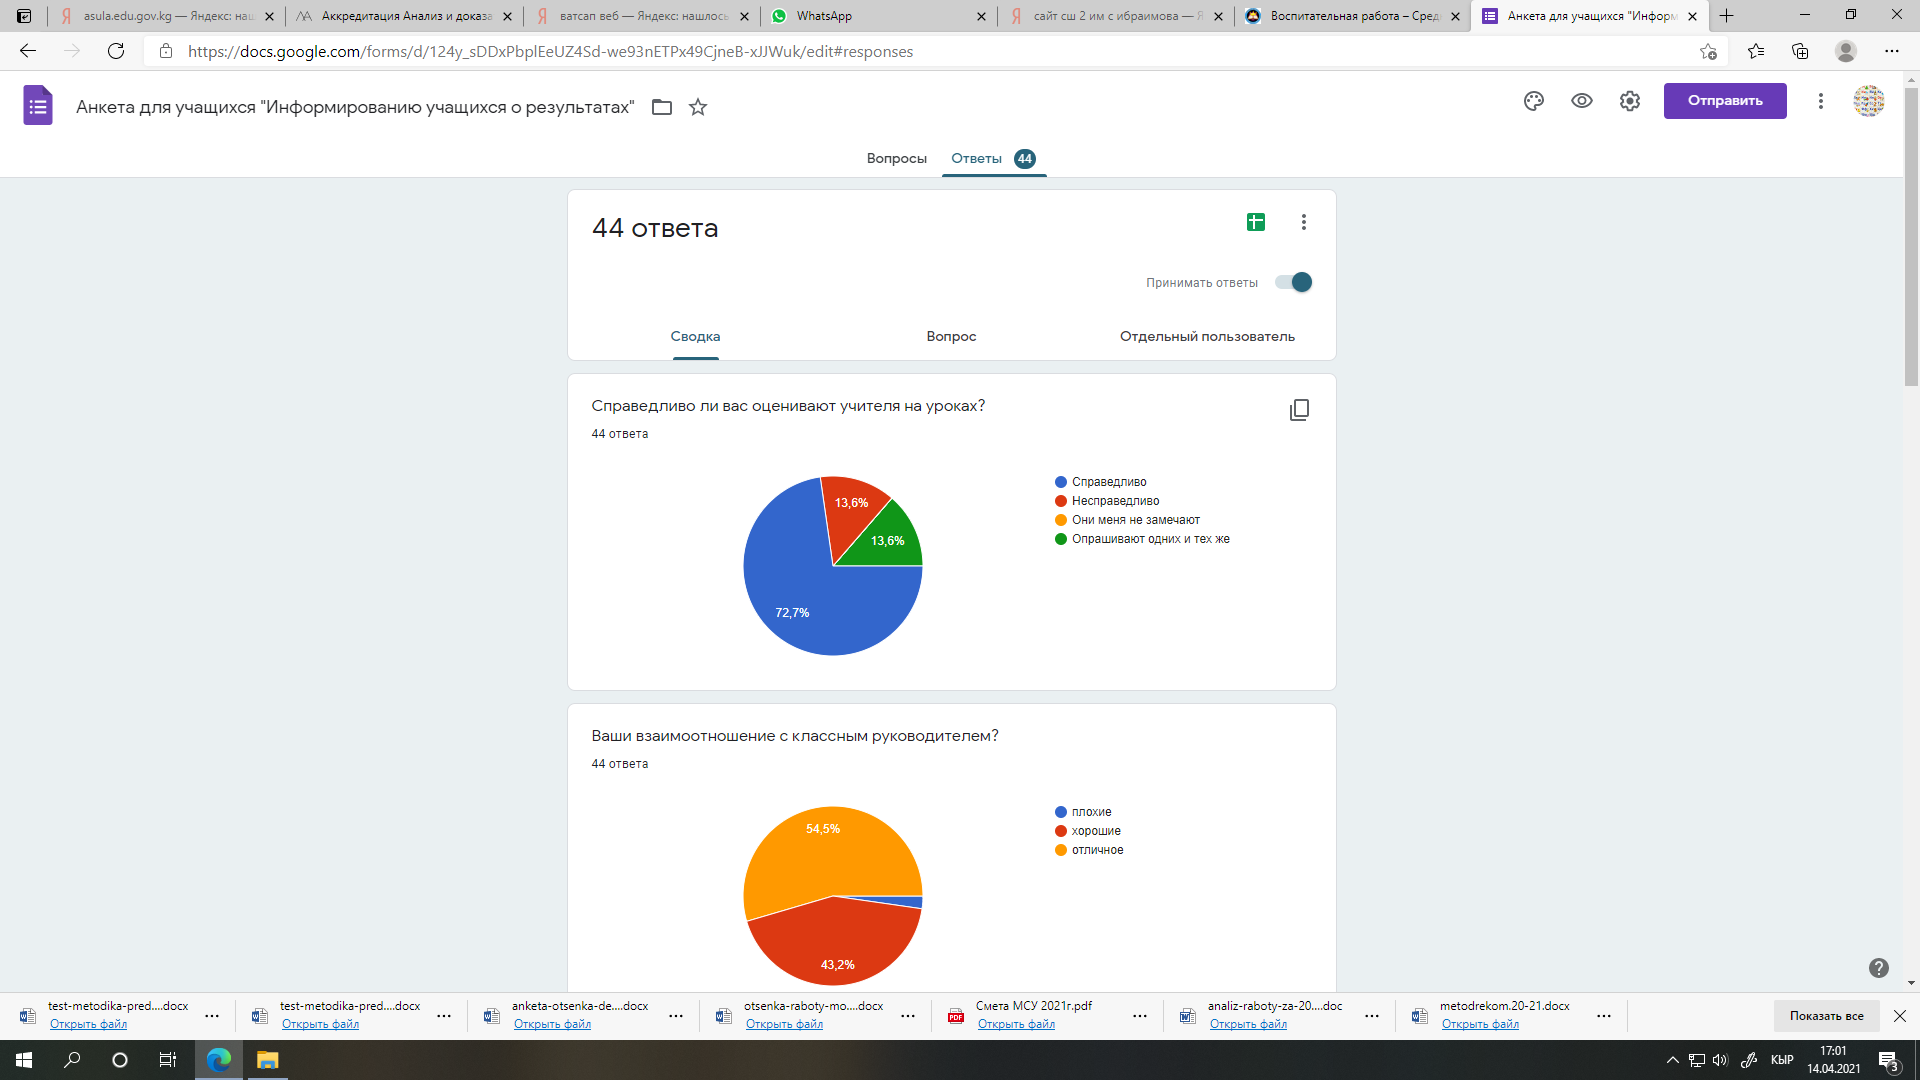 asula.edu.gov.kg — Яндекс: наш
Аккредитация Анализ и доказа
ватсап веб — Яндекс: нашлось
WhatsApp
сайт сш 2 им с ибраимова — Я
Воспитательная работа – Сред
Анкета для учащихся "Информ
https://docs.google.com/forms/d/124y_sDDxPbplEeUZ4Sd-we93nETPx49CjneB-xJJWuk/edit#responses
Анкета для учащихся "Информированию учащихся о результатах"
Отправить
Вопросы
Ответы 44
44 ответа
Принимать ответы
Сводка
Вопрос
Отдельный пользователь
Справедливо ли вас оценивают учителя на уроках?
44 ответа
Справедливо
Несправедливо
Они меня не замечают
Опрашивают одних и тех же
13,6%
13,6%
72,7%
Ваши взаимоотношение с классным руководителем?
44 ответа
плохие
хорошие
отличное
54,5%
43,2%
test-metodika-pred....docx
Открыть файл
test-metodika-pred....docx
Открыть файл
anketa-otsenka-de....docx
Открыть файл
otsenka-raboty-mo....docx
Открыть файл
Смета МСУ 2021г.pdf
Открыть файл
analiz-raboty-za-20....doc
Открыть файл
metodrekom.20-21.docx
Открыть файл
Показать все
КЫР
17:01
14.04.2021
3